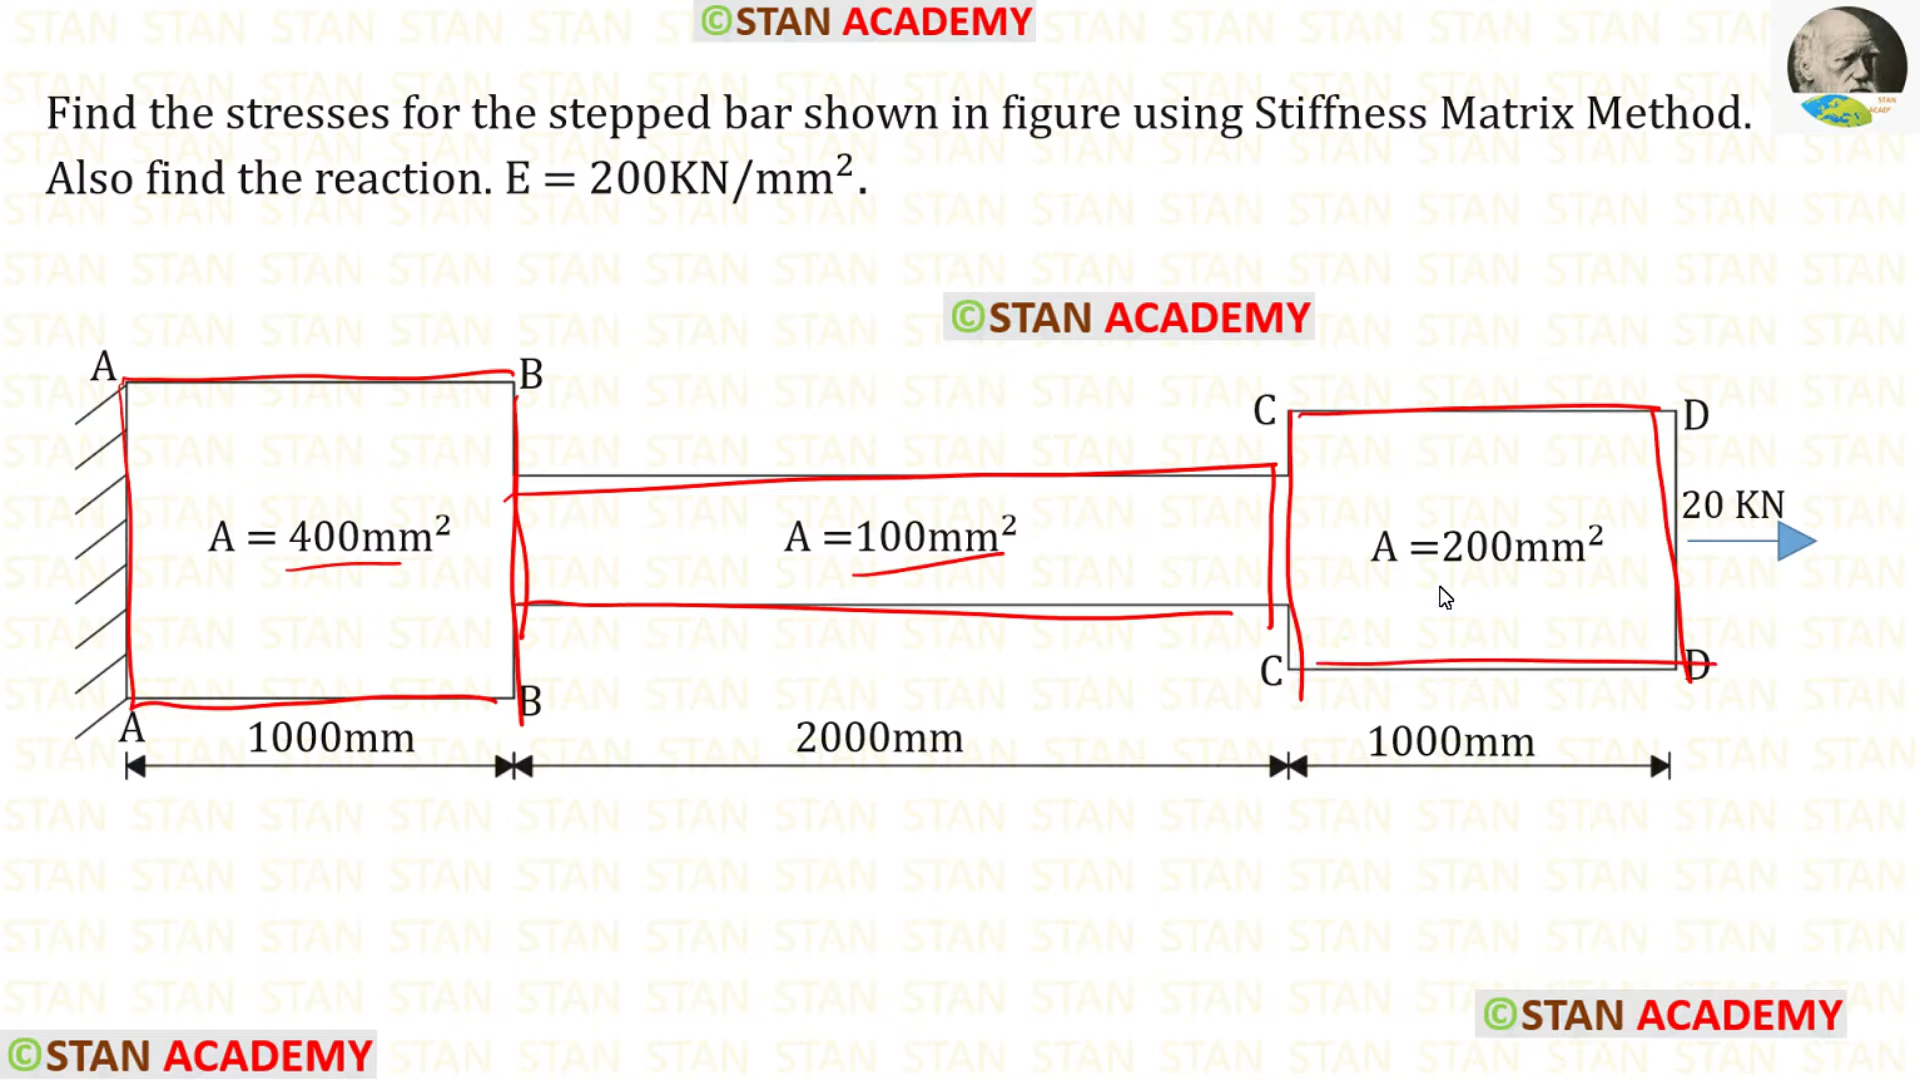 ©STAN ACADEMY
Find the stresses for the stepped bar shown in figure using Stiffness Matrix Method.
Also find the reaction. E = 200KN/mm².
©STAN ACADEMY
A
B
C
D
20 KN
A = 400mm²
A =100mm²
A =200mm²
A
B
C
D
1000mm
2000mm
1000mm
©STAN ACADEMY
©STAN ACADEMY